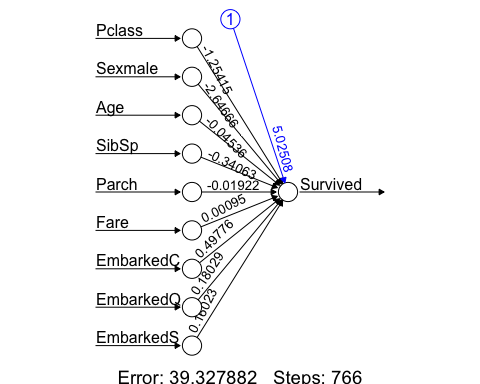 1
Pclass
-1.25415
Sexmale
-2.64666
Age
-0.04536
5.02508
SibSp
-0.34063
Parch
-0.01922
Survived
Fare
0.00095
EmbarkedC
0.49776
EmbarkedQ
0.18029
EmbarkedS
0.16023
Error: 39.327882 Steps: 766